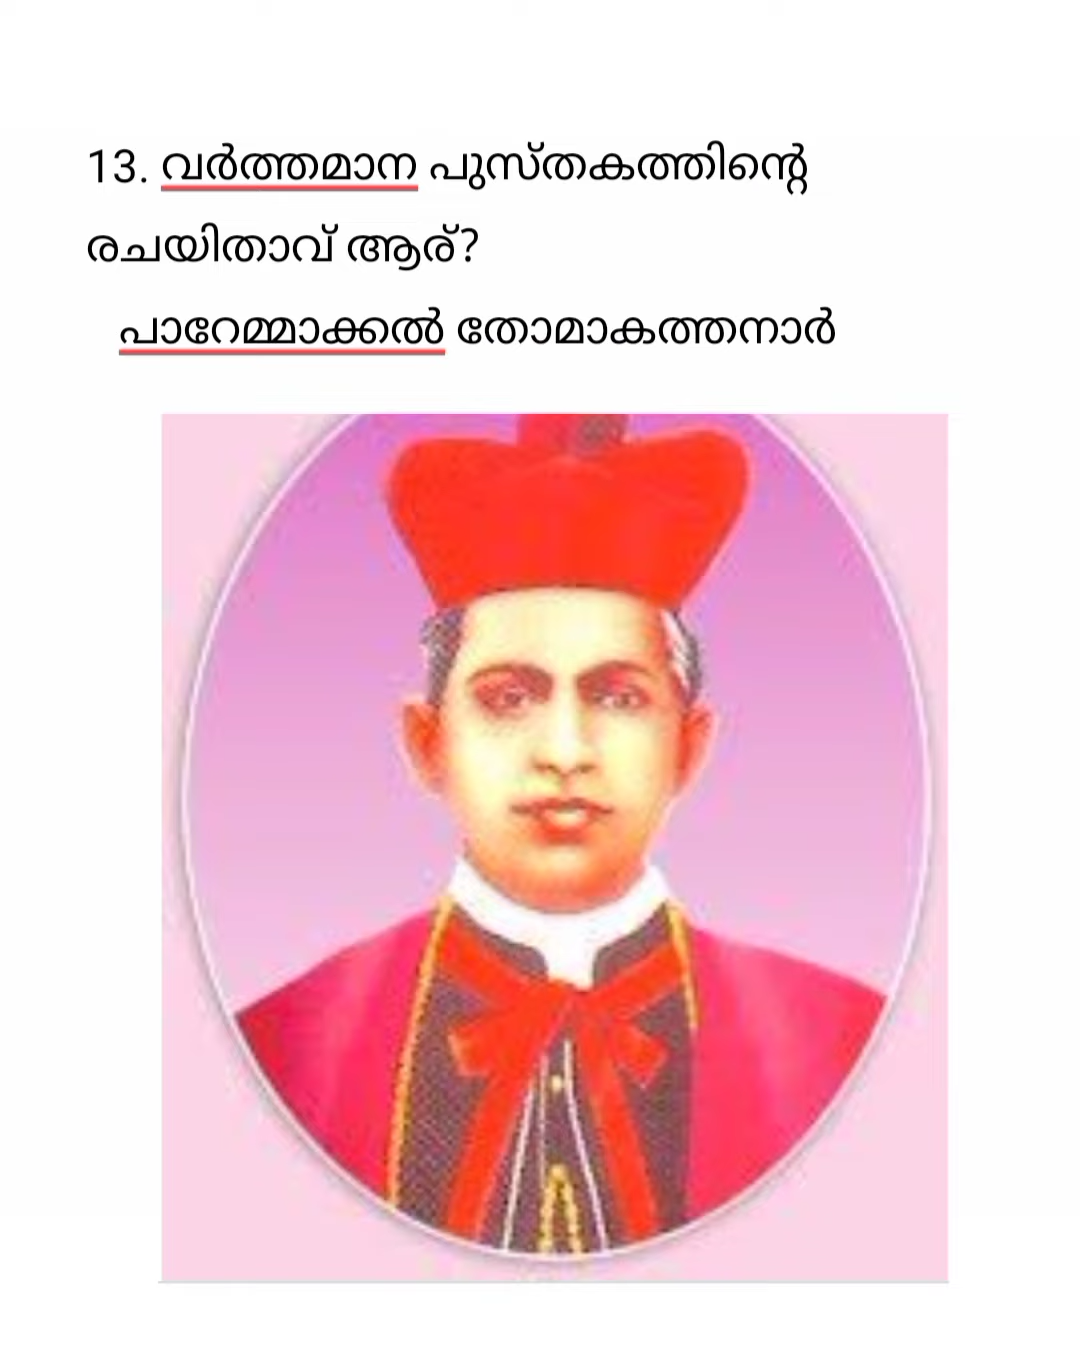 13. വർത്തമാന പുസ്തകത്തിന്റെ
രചയിതാവ് ആര്?
പാറേമ്മാക്കൽ തോമാകത്തനാർ